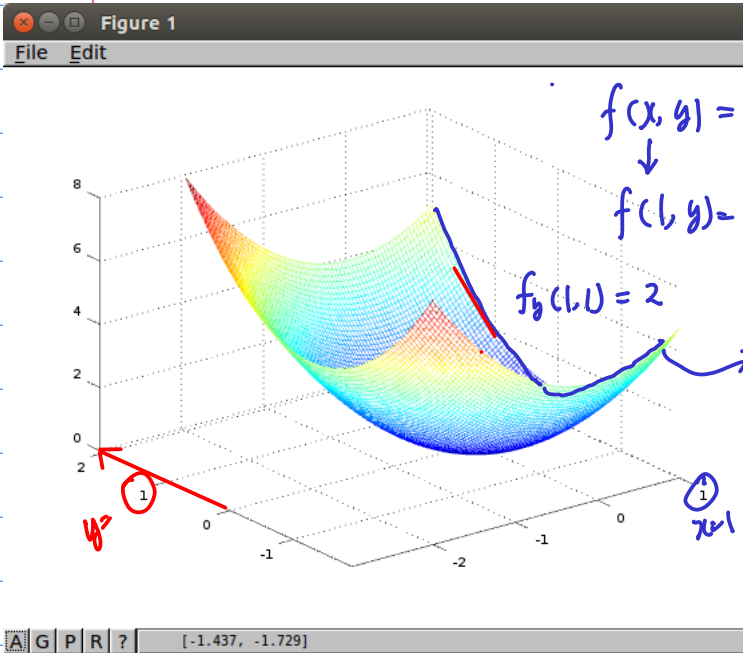 Figure 1
File Edit
f(x, y) =
f(1, y)=
f_y(1,1) = 2
8
6
4
2
0
2
1
0
-1
-2
-1
0
1
y=
x=1
A G P R ? [-1.437, -1.729]